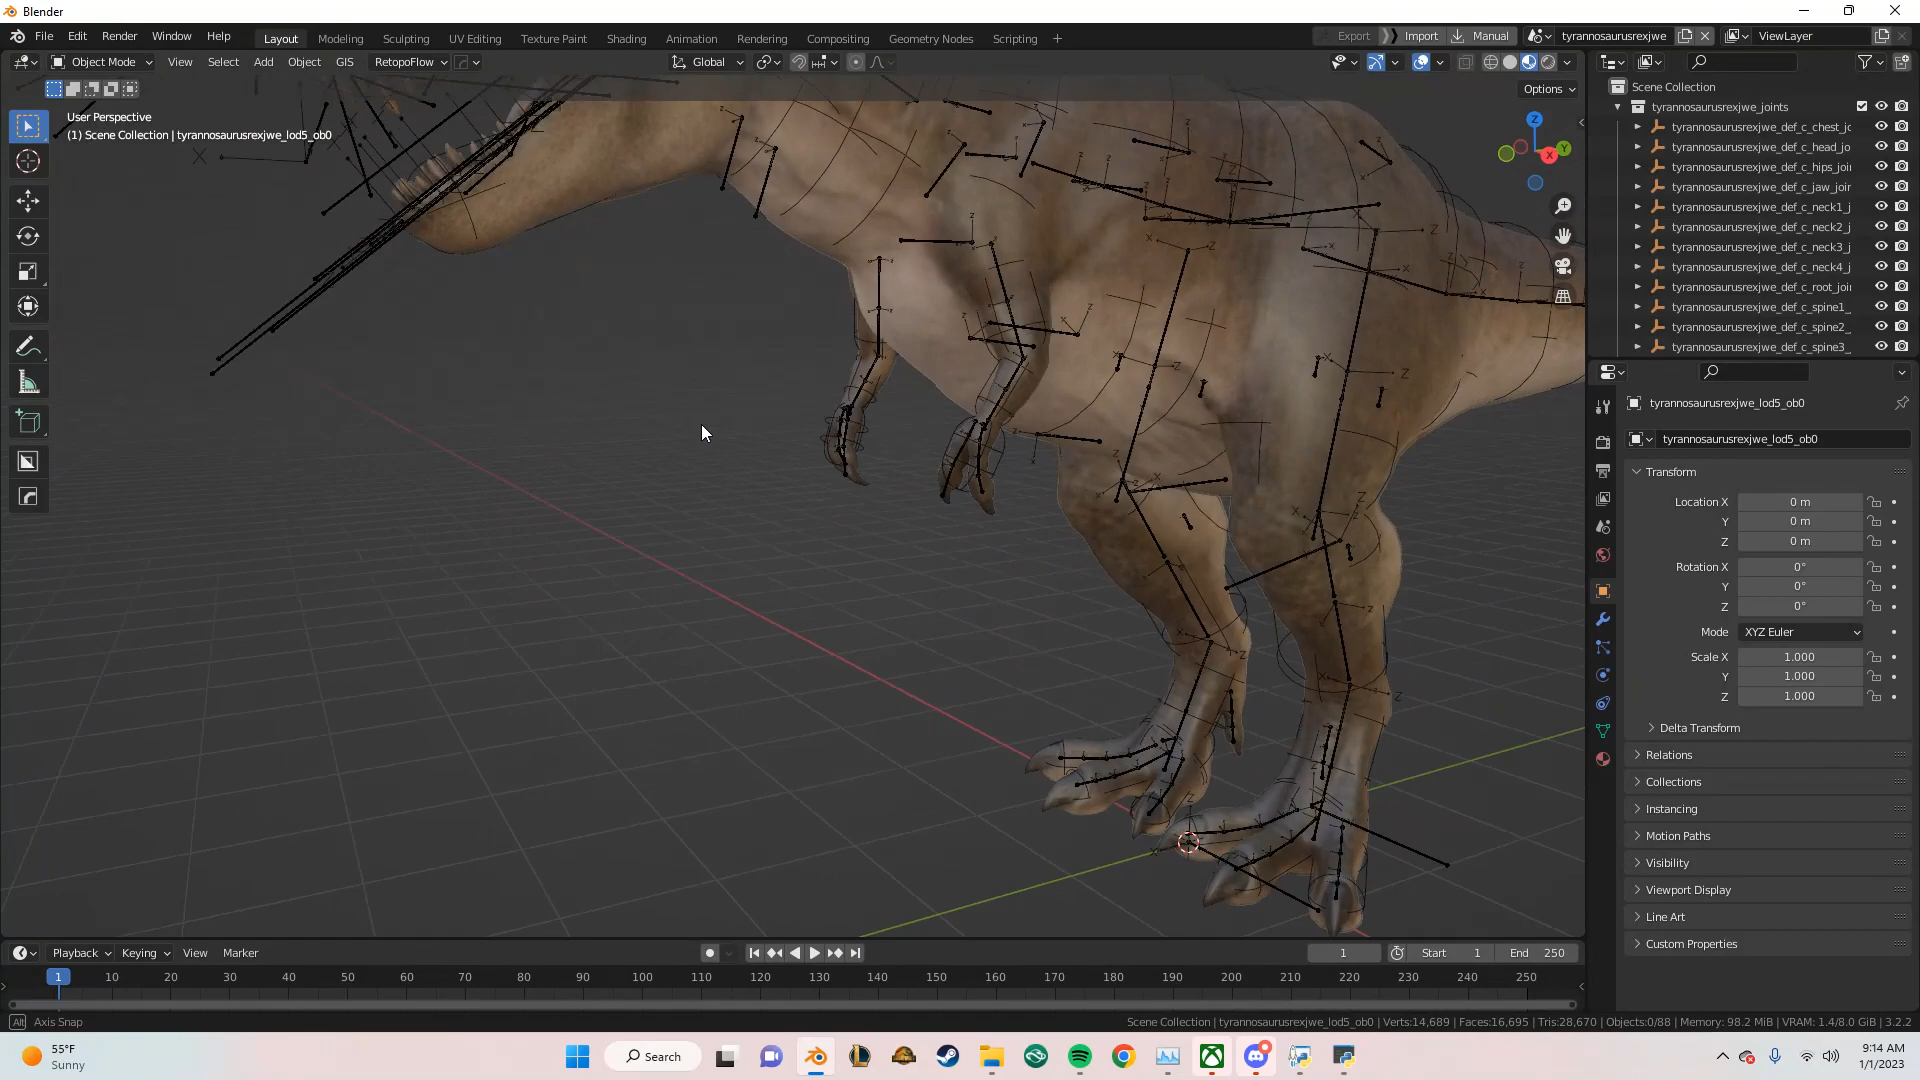 Blender
File Edit Render Window Help Layout Modeling Sculpting UV Editing Texture Paint Shading Animation Rendering Compositing Geometry Nodes Scripting + Export Import Manual tyrannosaurusrexjwe ViewLayer
Object Mode View Select Add Object GIS RetopoFlow Global
Options
User Perspective
(1) Scene Collection | tyrannosaurusrexjwe_lod5_ob0
Z
Y
X
Scene Collection
tyrannosaurusrexjwe_joints
tyrannosaurusrexjwe_def_c_chest_jc
tyrannosaurusrexjwe_def_c_head_jo
tyrannosaurusrexjwe_def_c_hips_joi
tyrannosaurusrexjwe_def_c_jaw_joir
tyrannosaurusrexjwe_def_c_neck1_j
tyrannosaurusrexjwe_def_c_neck2_j
tyrannosaurusrexjwe_def_c_neck3_j
tyrannosaurusrexjwe_def_c_neck4_j
tyrannosaurusrexjwe_def_c_root_joi
tyrannosaurusrexjwe_def_c_spine1_
tyrannosaurusrexjwe_def_c_spine2_
tyrannosaurusrexjwe_def_c_spine3_
tyrannosaurusrexjwe_lod5_ob0
tyrannosaurusrexjwe_lod5_ob0
Transform
Location X 0 m
Y 0 m
Z 0 m
Rotation X 0°
Y 0°
Z 0°
Mode XYZ Euler
Scale X 1.000
Y 1.000
Z 1.000
Delta Transform
Relations
Collections
Instancing
Motion Paths
Visibility
Viewport Display
Line Art
Custom Properties
Playback Keying View Marker 1 Start 1 End 250
1 10 20 30 40 50 60 70 80 90 100 110 120 130 140 150 160 170 180 190 200 210 220 230 240 250
Alt Axis Snap Scene Collection | tyrannosaurusrexjwe_lod5_ob0 | Verts:14,689 | Faces:16,695 | Tris:28,670 | Objects:0/88 | Memory: 98.2 MiB | VRAM: 1.4/8.0 GiB | 3.2.2
55°F
Sunny
Search
9:14 AM
1/1/2023